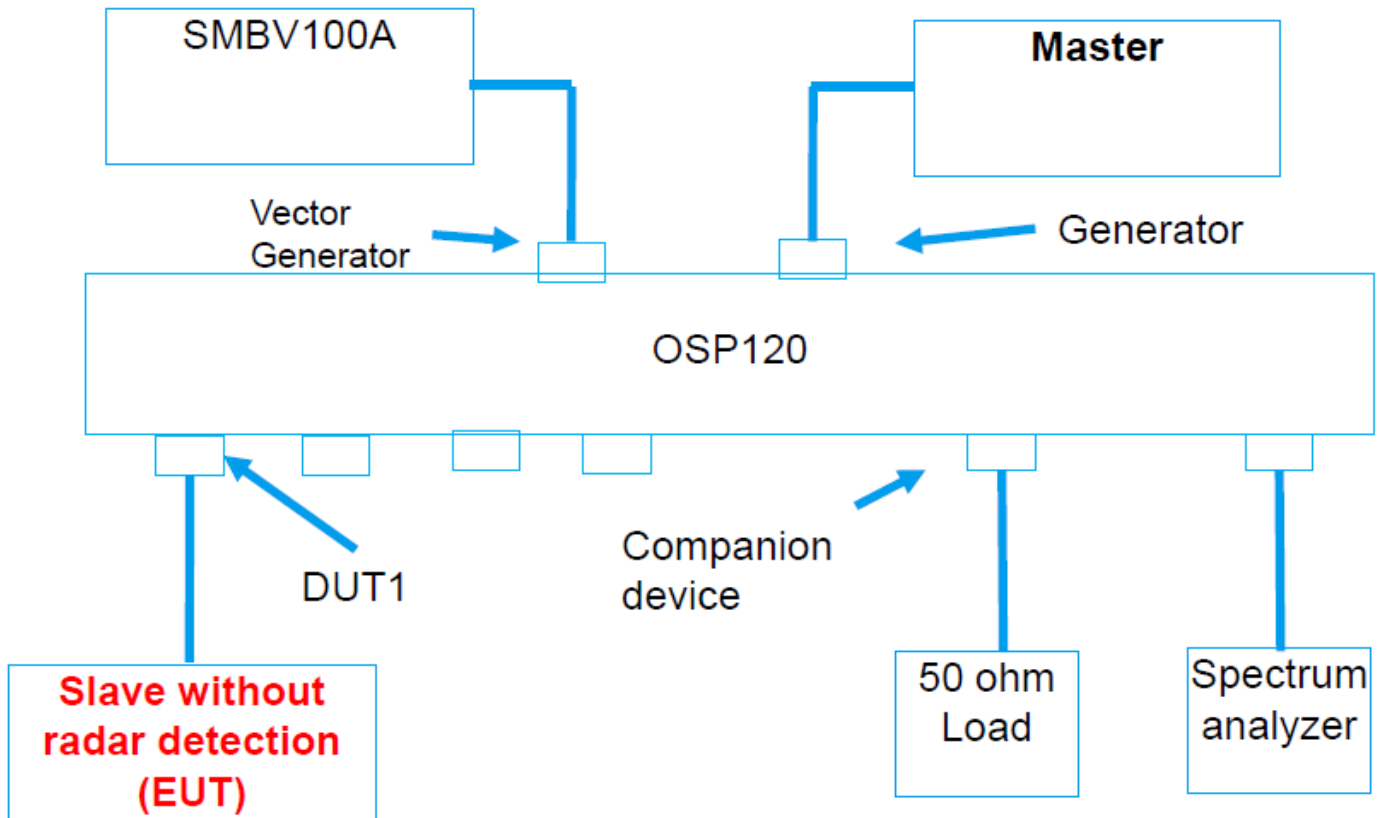 SMBV100A
Master
Vector
Generator
Generator
OSP120
DUT1
Companion
device
Slave without
radar detection
(EUT)
50 ohm
Load
Spectrum
analyzer